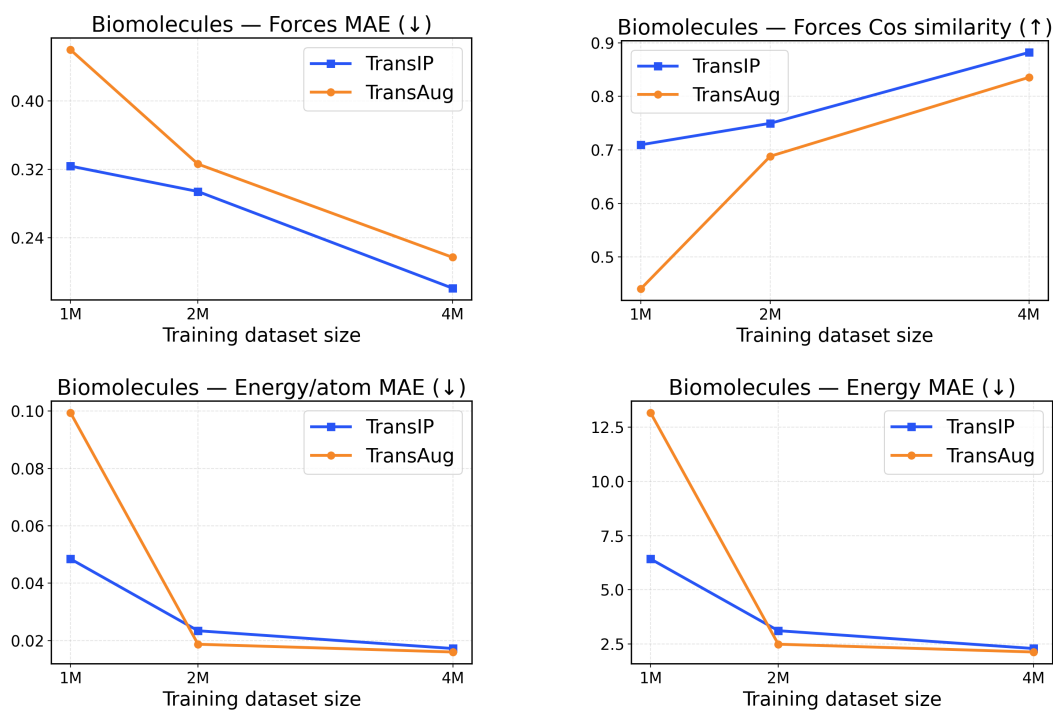 Biomolecules — Forces MAE (↓)
TransIP
TransAug
0.40
0.32
0.24
1M
2M
4M
Training dataset size
Biomolecules — Forces Cos similarity (↑)
TransIP
TransAug
0.9
0.8
0.7
0.6
0.5
1M
2M
4M
Training dataset size
Biomolecules — Energy/atom MAE (↓)
TransIP
TransAug
0.10
0.08
0.06
0.04
0.02
1M
2M
4M
Training dataset size
Biomolecules — Energy MAE (↓)
TransIP
TransAug
12.5
10.0
7.5
5.0
2.5
1M
2M
4M
Training dataset size